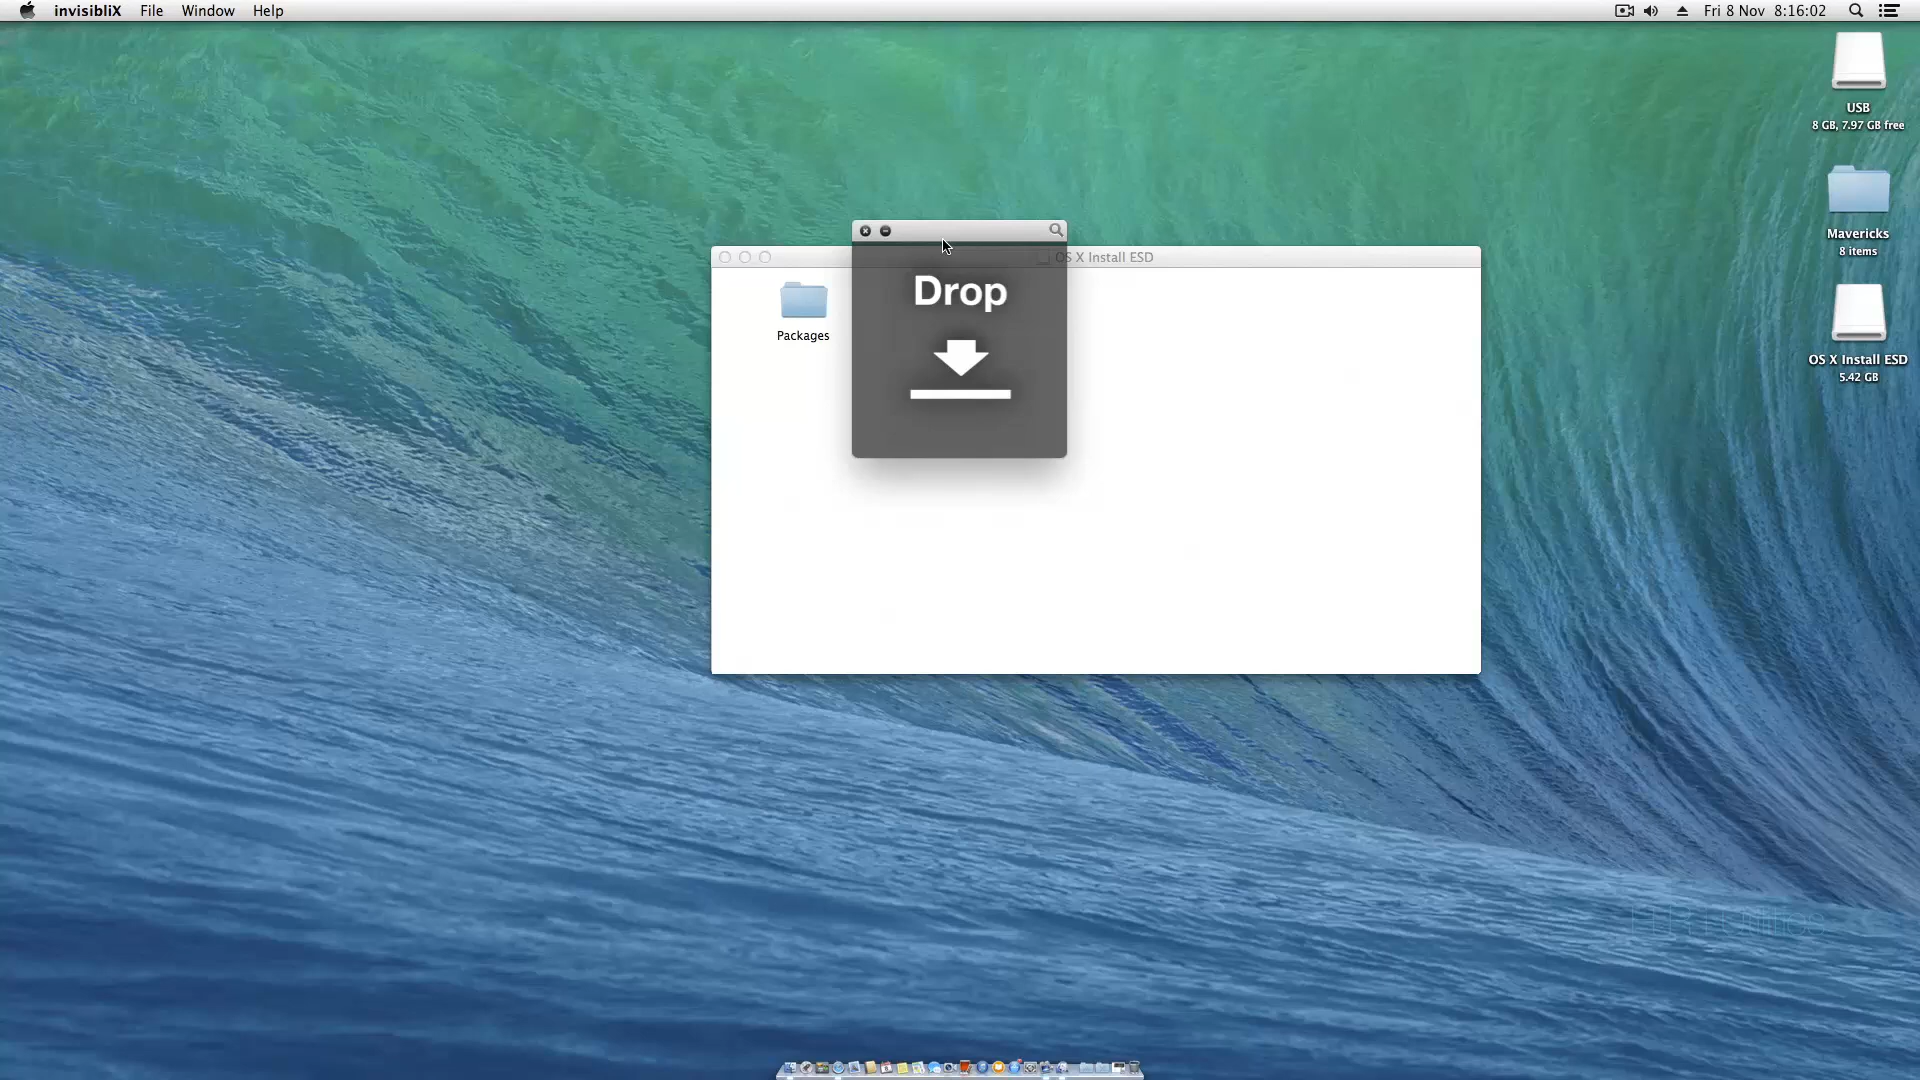 invisibliX File Window Help
Fri 8 Nov 8:16:02
USB
8 GB, 7.97 GB free
Mavericks
8 items
OS X Install ESD
5.42 GB
OS X Install ESD
Drop
Packages